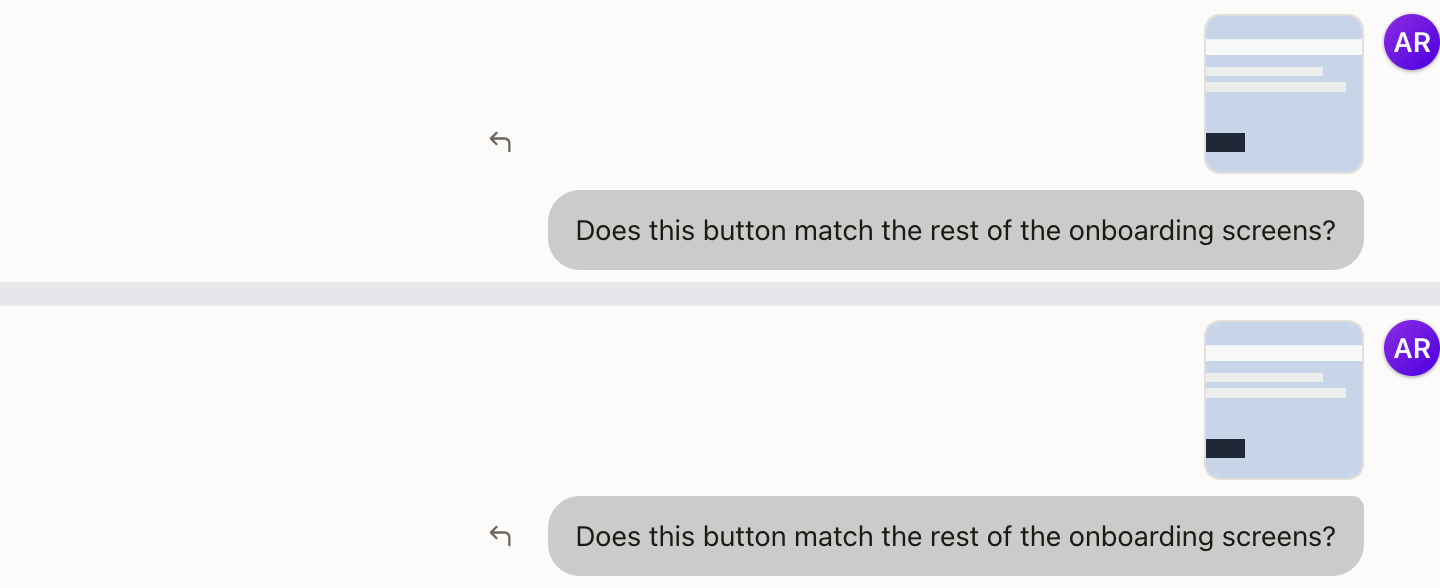 AR
Does this button match the rest of the onboarding screens?
AR
Does this button match the rest of the onboarding screens?